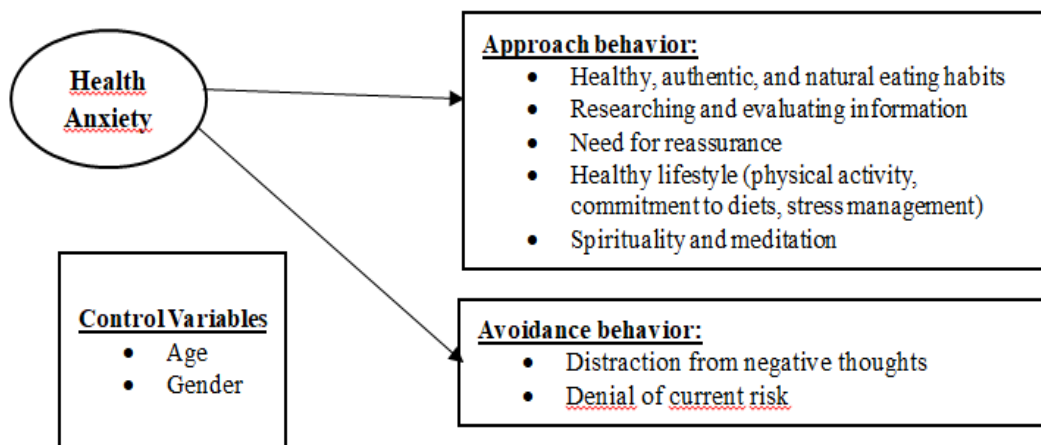 Health
Anxiety
Approach behavior:
• Healthy, authentic, and natural eating habits
• Researching and evaluating information
• Need for reassurance
• Healthy lifestyle (physical activity,
commitment to diets, stress management)
• Spirituality and meditation
Control Variables
• Age
• Gender
Avoidance behavior:
• Distraction from negative thoughts
• Denial of current risk